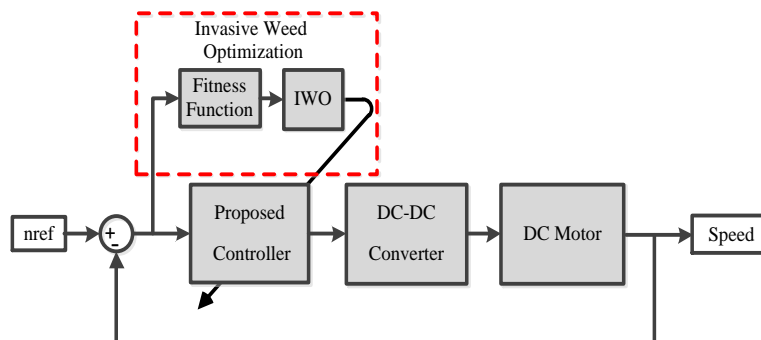 Invasive Weed
Optimization
Fitness
Function
IWO
nref
+
-
Proposed
Controller
DC-DC
Converter
DC Motor
Speed